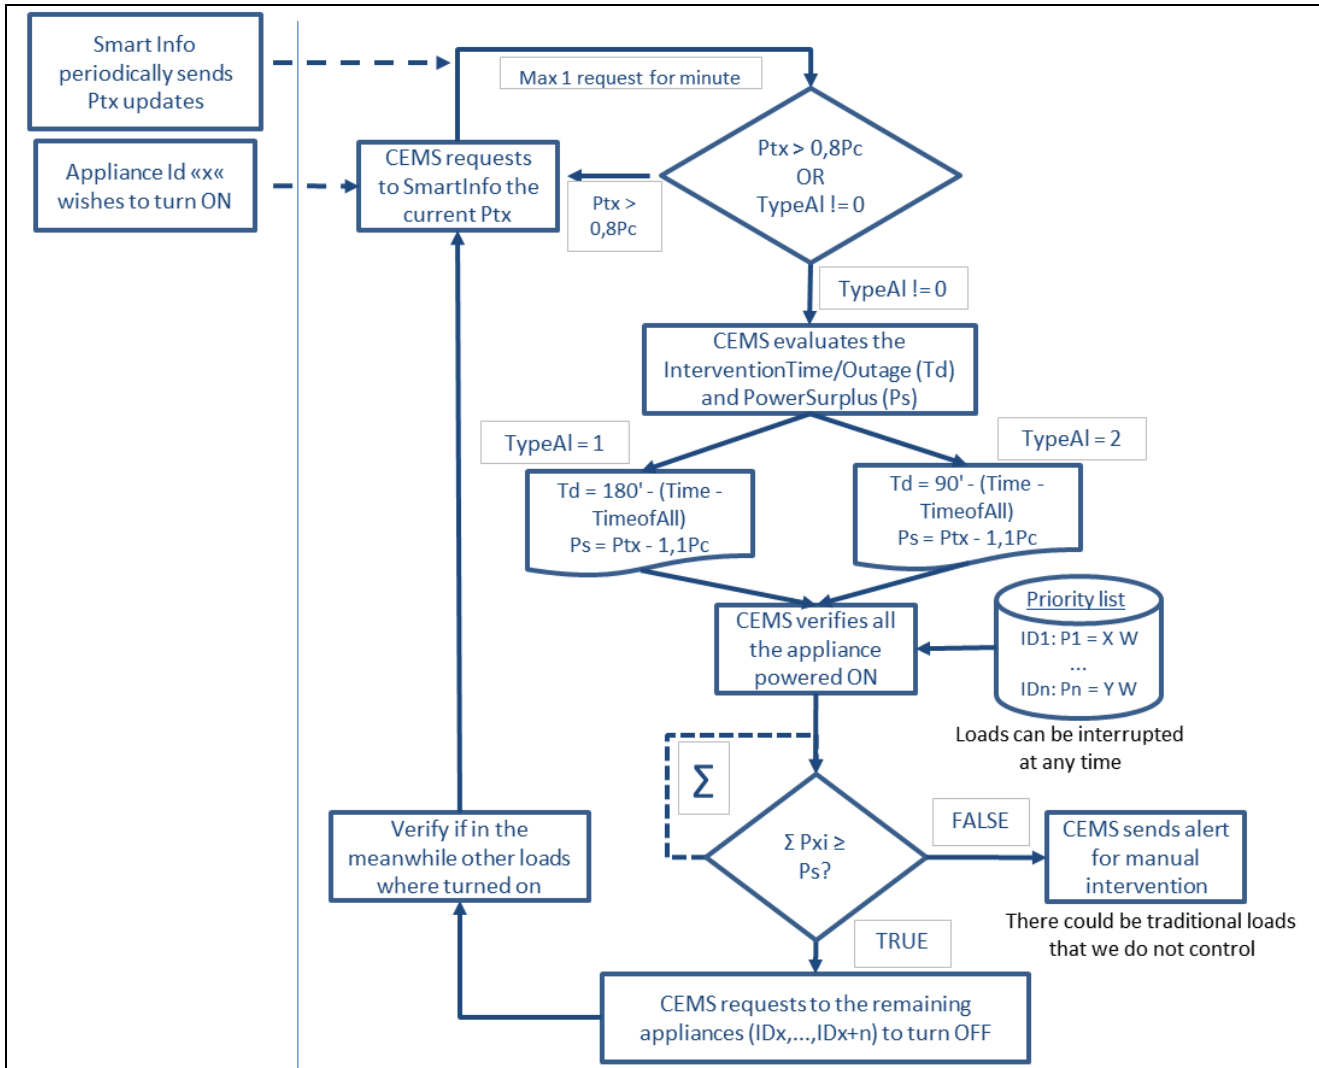 Smart Info
periodically sends
Ptx updates
Appliance Id «x«
wishes to turn ON
CEMS requests
to SmartInfo the
current Ptx
Max 1 request for minute
Ptx > 0,8Pc
OR
TypeAl != 0
Ptx >
0,8Pc
TypeAl != 0
CEMS evaluates the
InterventionTime/Outage (Td)
and PowerSurplus (Ps)
TypeAl = 1
TypeAl = 2
Td = 180' - (Time -
TimeofAll)
Ps = Ptx - 1,1Pc
Td = 90' - (Time -
TimeofAll)
Ps = Ptx - 1,1Pc
CEMS verifies all
the appliance
powered ON
Priority list
ID1: P1 = X W
...
IDn: Pn = Y W
Loads can be interrupted
at any time
Σ
Σ Pxi ≥
Ps?
FALSE
CEMS sends alert
for manual
intervention
There could be traditional loads
that we do not control
TRUE
Verify if in the
meanwhile other loads
where turned on
CEMS requests to the remaining
appliances (IDx,...,IDx+n) to turn OFF